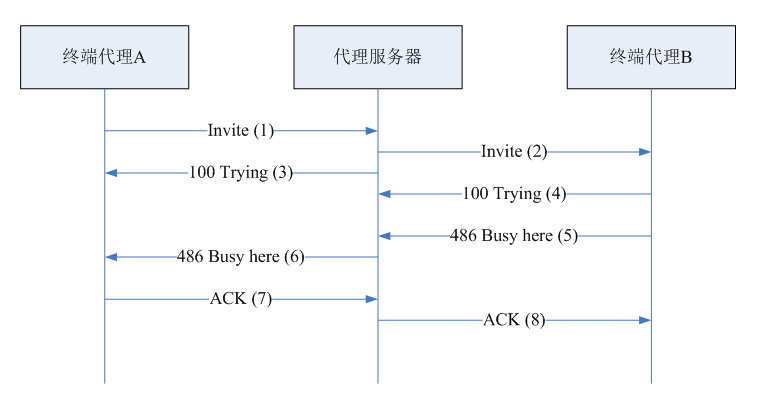 终端代理A
代理服务器
终端代理B
Invite (1)
Invite (2)
100 Trying (3)
100 Trying (4)
486 Busy here (5)
486 Busy here (6)
ACK (7)
ACK (8)